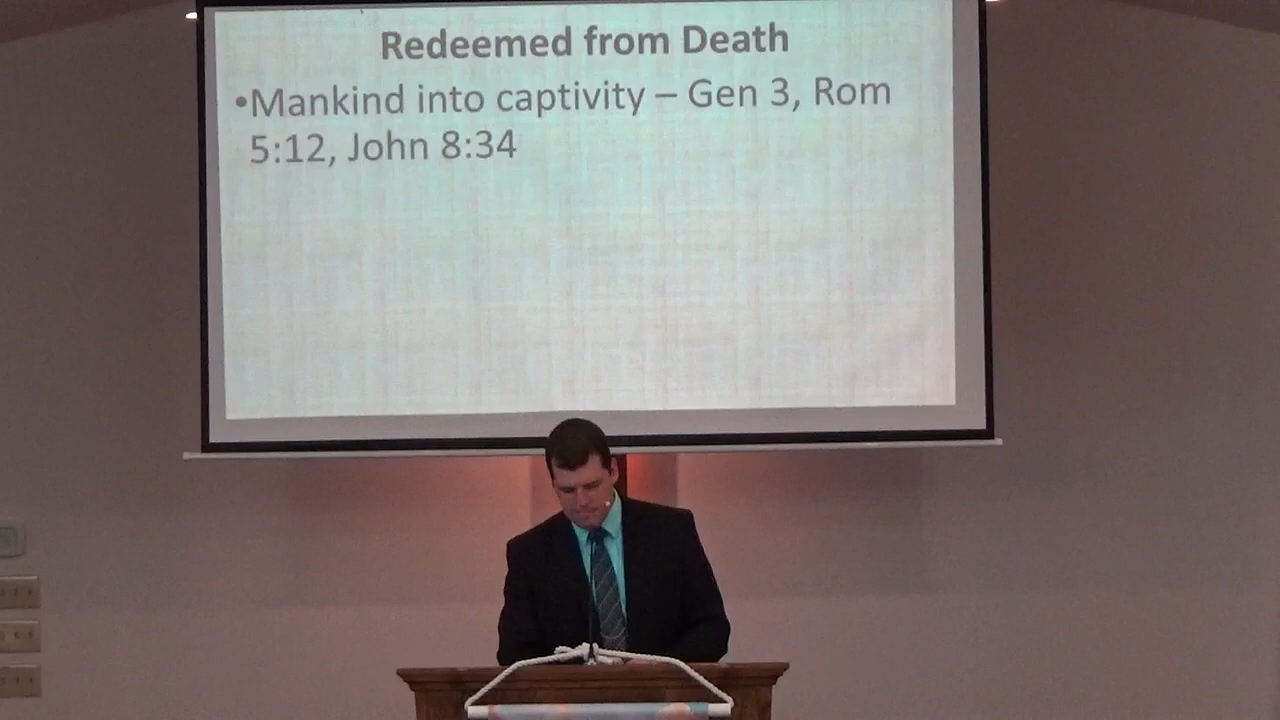 Redeemed from Death
•Mankind into captivity – Gen 3, Rom
5:12, John 8:34